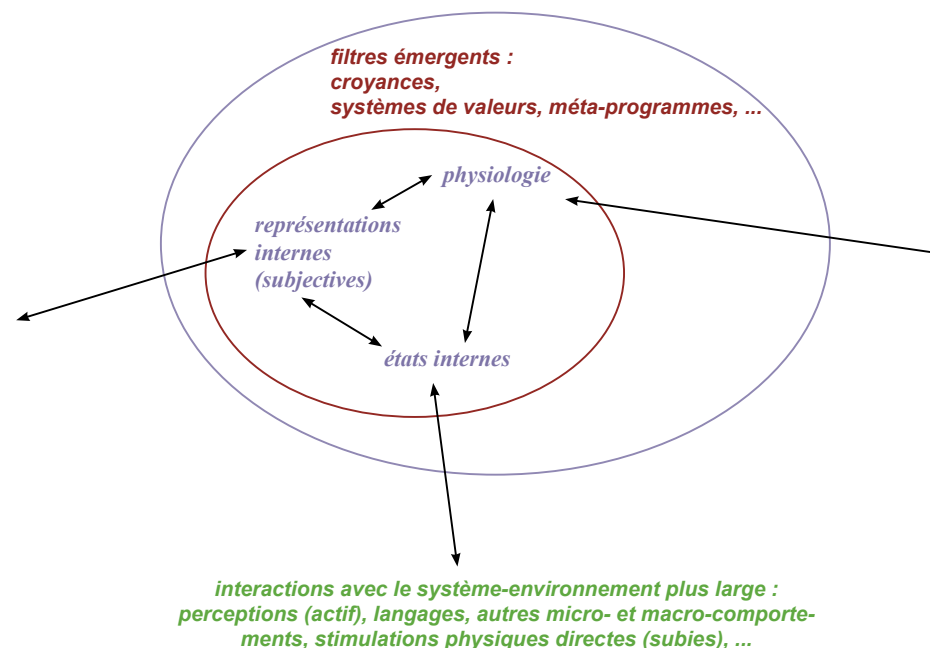 filtres émergents :
croyances,
systèmes de valeurs, méta-programmes, ...
physiologie
représentations
internes
(subjectives)
états internes
interactions avec le système-environnement plus large :
perceptions (actif), langages, autres micro- et macro-comporte-
ments, stimulations physiques directes (subies), ...